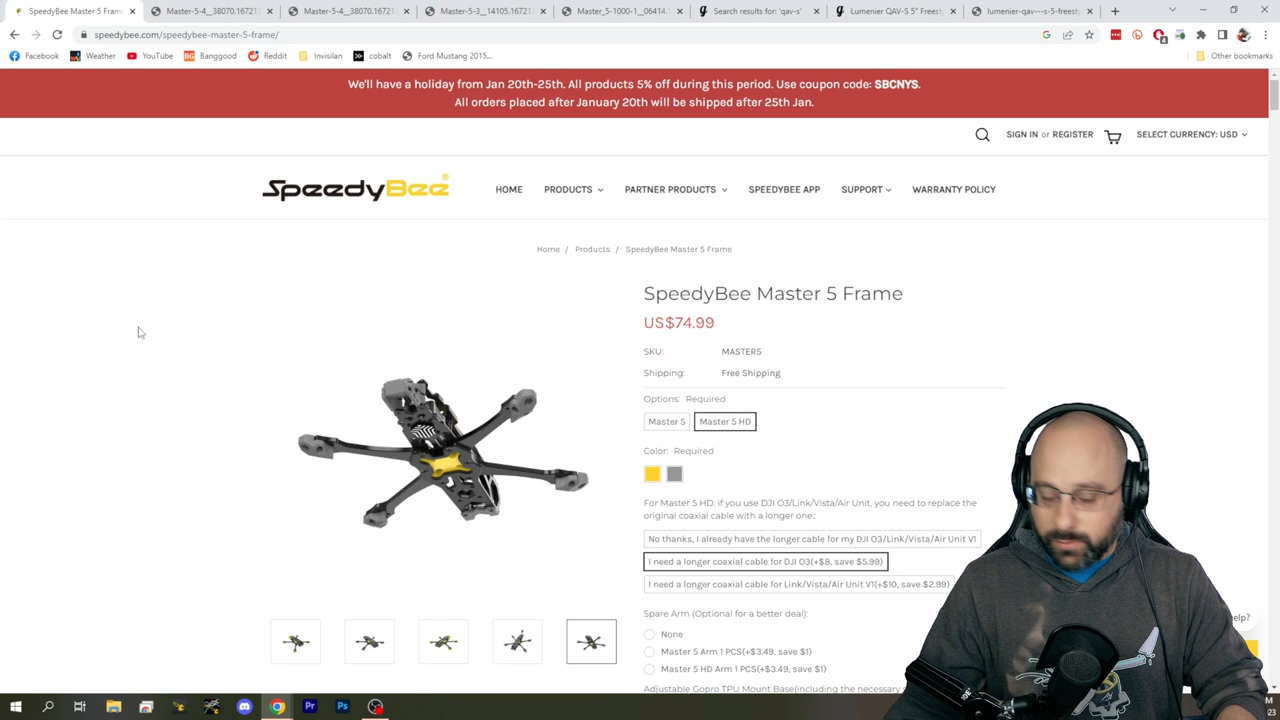 SpeedyBee Master 5 Fram
Master-5-4__38070.16721
Master-5-4__38070.16721
Master-5-3__14105.16721
Master_5-1000-1__06414.1
Search results for: 'qav-s'
Lumenier QAV-S 5" Freest
lumenier-qav---s-5-freest
speedybee.com/speedybee-master-5-frame/
Facebook
Weather
YouTube
Banggood
Reddit
Invisilan
cobalt
Ford Mustang 2015...
Other bookmarks
We'll have a holiday from Jan 20th-25th. All products 5% off during this period. Use coupon code: SBCNYS.
All orders placed after January 20th will be shipped after 25th Jan.
SIGN IN or REGISTER
SELECT CURRENCY: USD
SpeedyBee®
HOME
PRODUCTS
PARTNER PRODUCTS
SPEEDYBEE APP
SUPPORT
WARRANTY POLICY
Home / Products / SpeedyBee Master 5 Frame
SpeedyBee Master 5 Frame
US$74.99
SKU: MASTER5
Shipping: Free Shipping
Options: Required
Master 5
Master 5 HD
Color: Required
For Master 5 HD: if you use DJI O3/Link/Vista/Air Unit, you need to replace the
original coaxial cable with a longer one.:
No thanks, I already have the longer cable for my DJI O3/Link/Vista/Air Unit V1
I need a longer coaxial cable for DJI O3(+$8, save $5.99)
I need a longer coaxial cable for Link/Vista/Air Unit V1(+$10, save $2.99)
Spare Arm (Optional for a better deal):
None
Master 5 Arm 1 PCS(+$3.49, save $1)
Master 5 HD Arm 1 PCS(+$3.49, save $1)
Adjustable Gopro TPU Mount Base(including the necessary
elp?
M
23